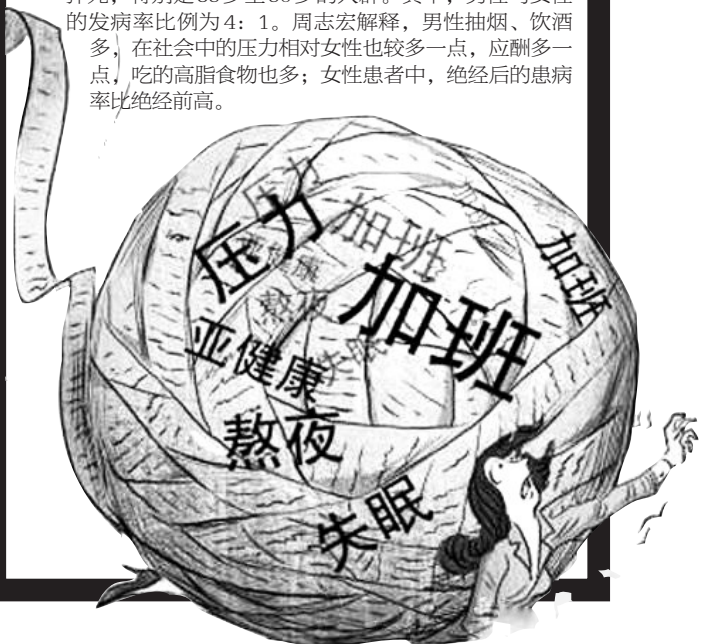 的发病率比例为4：1。周志宏解释，男性抽烟、饮酒
多，在社会中的压力相对女性也较多一点，应酬多一
点，吃的高脂食物也多；女性患者中，绝经后的患病
率比绝经前高。
压力
加班
加班
亚健康
熬夜
加班
亚健康
熬夜
失眠